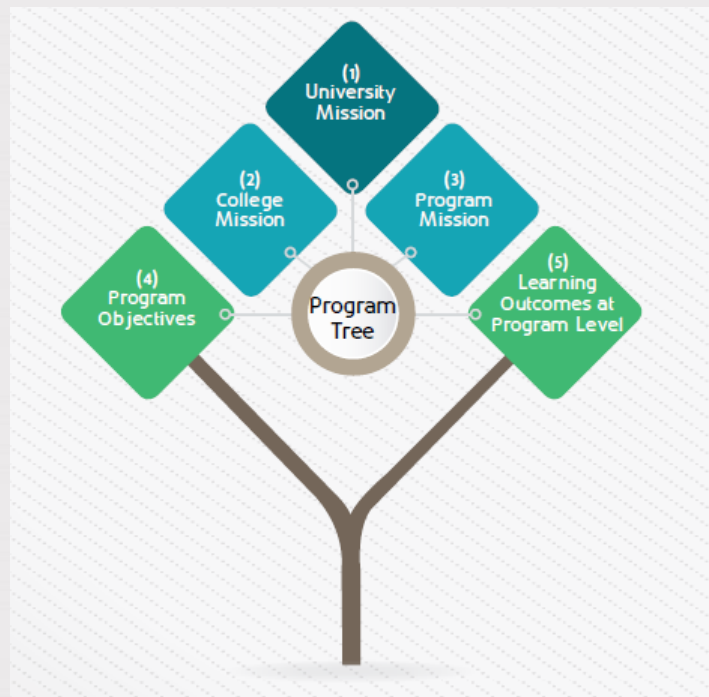 (1)
University
Mission
(2)
College
Mission
(3)
Program
Mission
(4)
Program
Objectives
(5)
Learning
Outcomes at
Program Level
Program
Tree